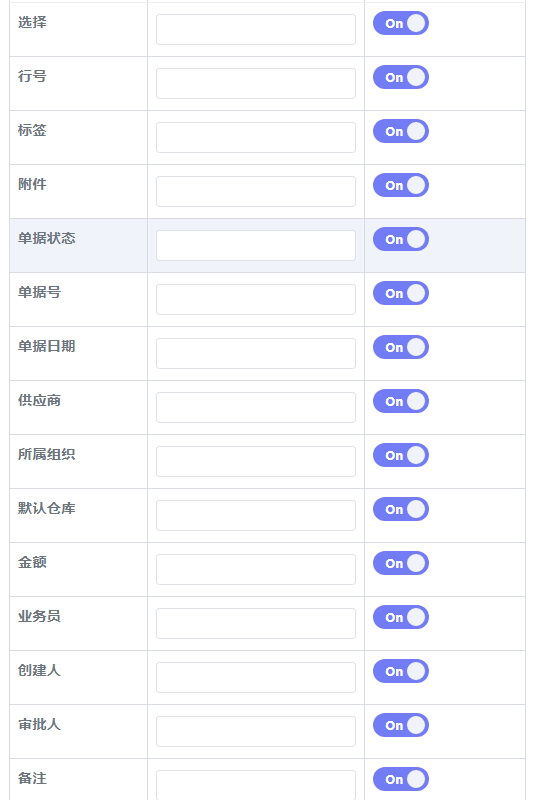 选择 On
行号 On
标签 On
附件 On
单据状态 On
单据号 On
单据日期 On
供应商 On
所属组织 On
默认仓库 On
金额 On
业务员 On
创建人 On
审批人 On
备注 On